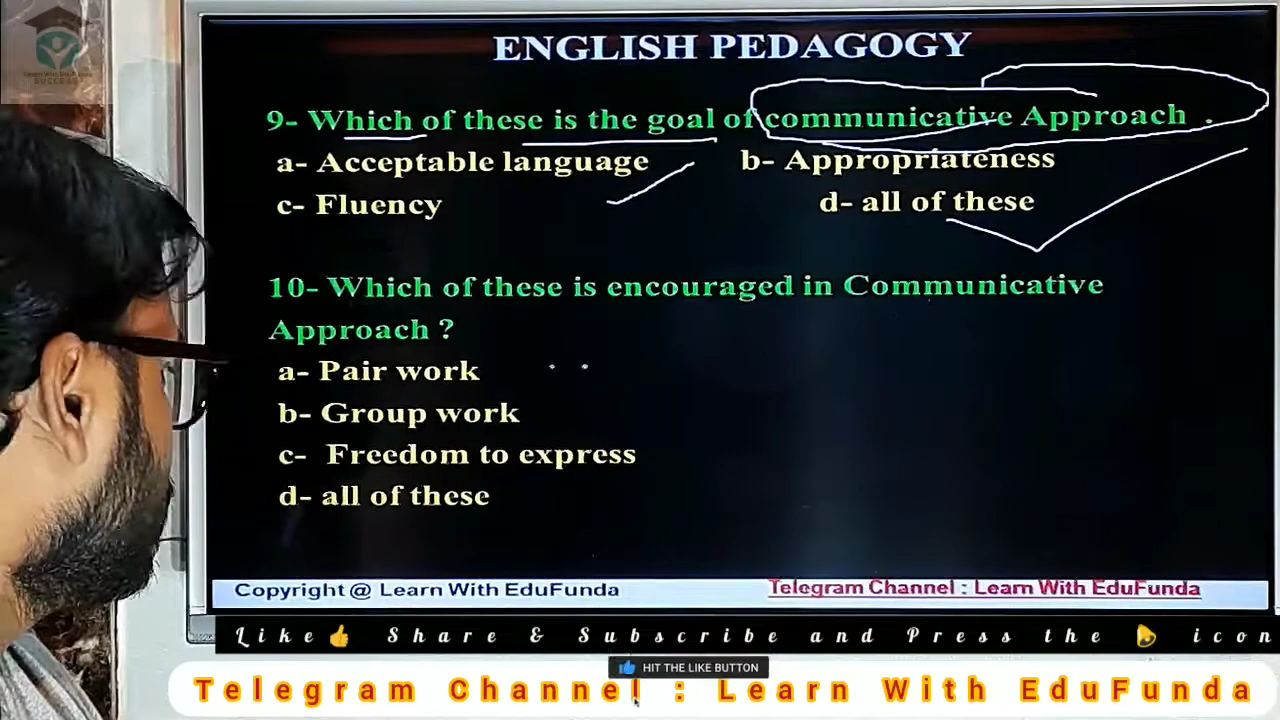 SUCCESS
ENGLISH PEDAGOGY
9- Which of these is the goal of communicative Approach .
a- Acceptable language b- Appropriateness
c- Fluency d- all of these
10- Which of these is encouraged in Communicative
Approach ?
a- Pair work
b- Group work
c- Freedom to express
d- all of these
Copyright @ Learn With EduFunda Telegram Channel : Learn With EduFunda
Like👍 Share & Subscribe and Press the 🔔 icon
HIT THE LIKE BUTTON
Telegram Channel : Learn With EduFunda